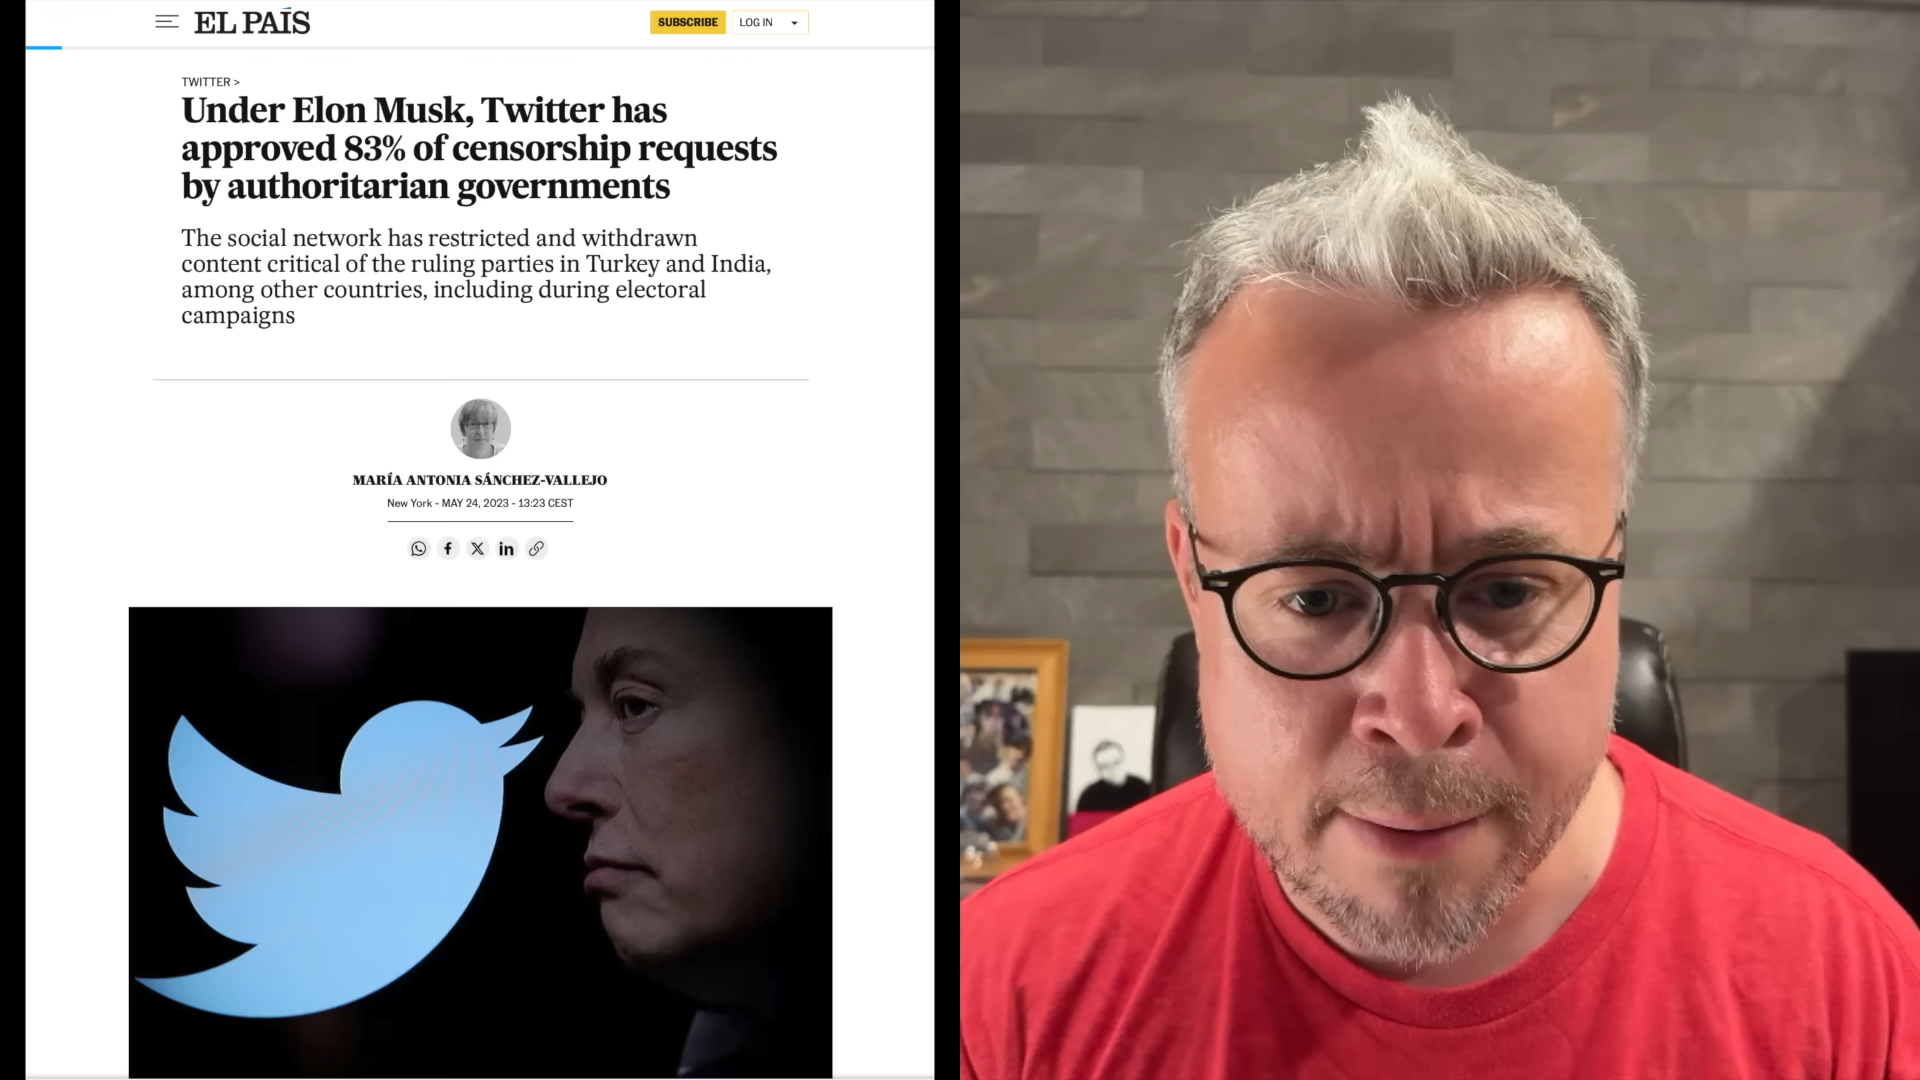 EL PAÍS
SUBSCRIBE
LOG IN
TWITTER >
Under Elon Musk, Twitter has
approved 83% of censorship requests
by authoritarian governments
The social network has restricted and withdrawn
content critical of the ruling parties in Turkey and India,
among other countries, including during electoral
campaigns
MARÍA ANTONIA SÁNCHEZ-VALLEJO
New York - MAY 24, 2023 - 13:23 CEST